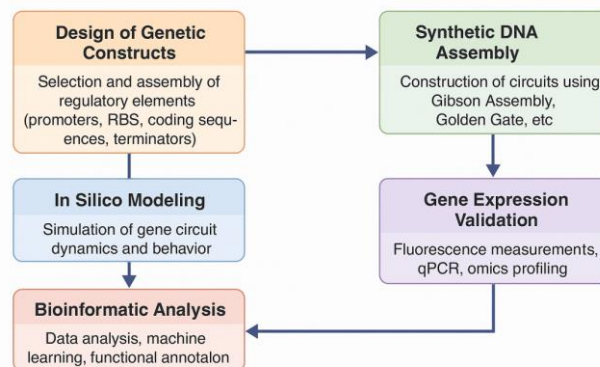 Design of Genetic
Constructs
Selection and assembly of
regulatory elements
(promoters, RBS, coding sequ-
ences, terminators)
Synthetic DNA
Assembly
Construction of circuits using
Gibson Assembly,
Golden Gate, etc
In Silico Modeling
Simulation of gene circuit
dynamics and behavior
Gene Expression
Validation
Fluorescence measurements,
qPCR, omics profiling
Bioinformatic Analysis
Data analysis, machine
learning, functional annotalon